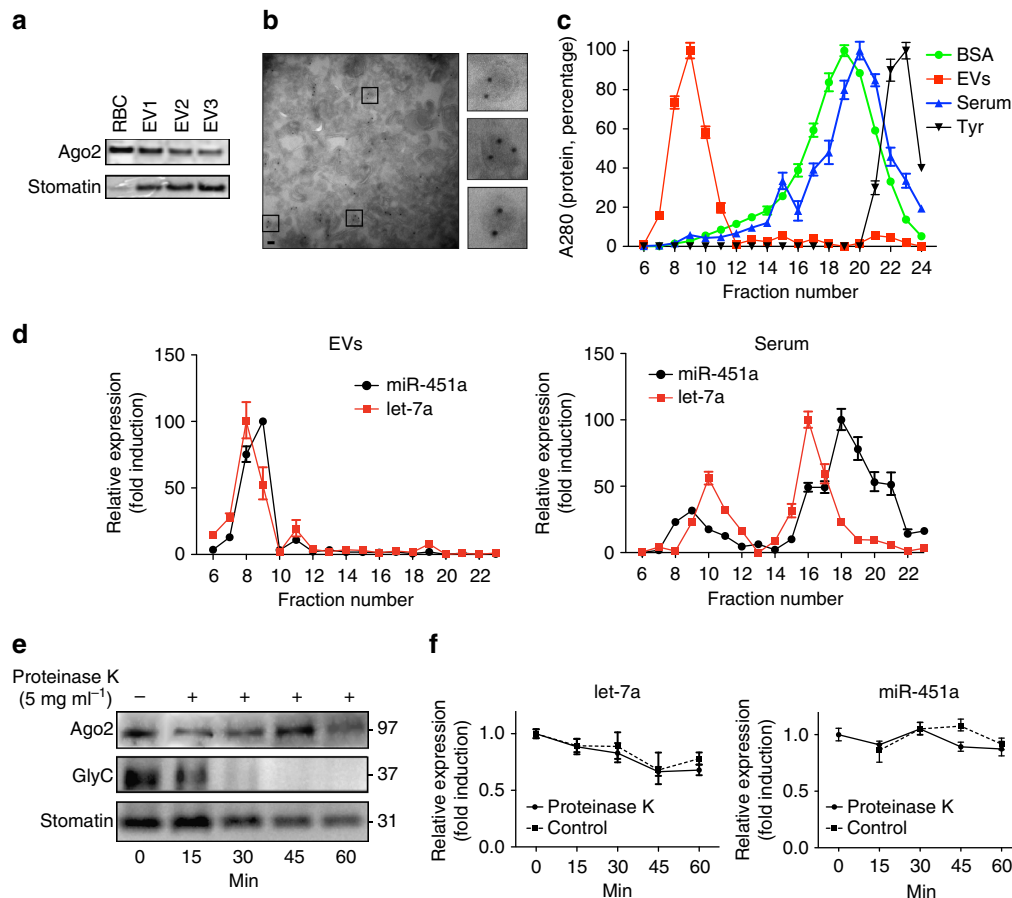 a
RBC
EV1
EV2
EV3
Ago2
Stomatin
b
c
100
80
60
40
20
0
A280 (protein, percentage)
6 8 10 12 14 16 18 20 22 24
Fraction number
BSA
EVs
Serum
Tyr
d
EVs
Relative expression
(fold induction)
150
100
50
0
miR-451a
let-7a
6 8 10 12 14 16 18 20 22
Fraction number
Serum
Relative expression
(fold induction)
150
100
50
0
miR-451a
let-7a
6 8 10 12 14 16 18 20 22
Fraction number
e
Proteinase K
(5 mg ml⁻¹) – + + + +
Ago2 97
GlyC 37
Stomatin 31
0 15 30 45 60
Min
f
let-7a
Relative expression
(fold induction)
1.0
0.5
0.0
Proteinase K
Control
0 15 30 45 60
Min
miR-451a
Relative expression
(fold induction)
1.0
0.5
0.0
Proteinase K
Control
0 15 30 45 60
Min